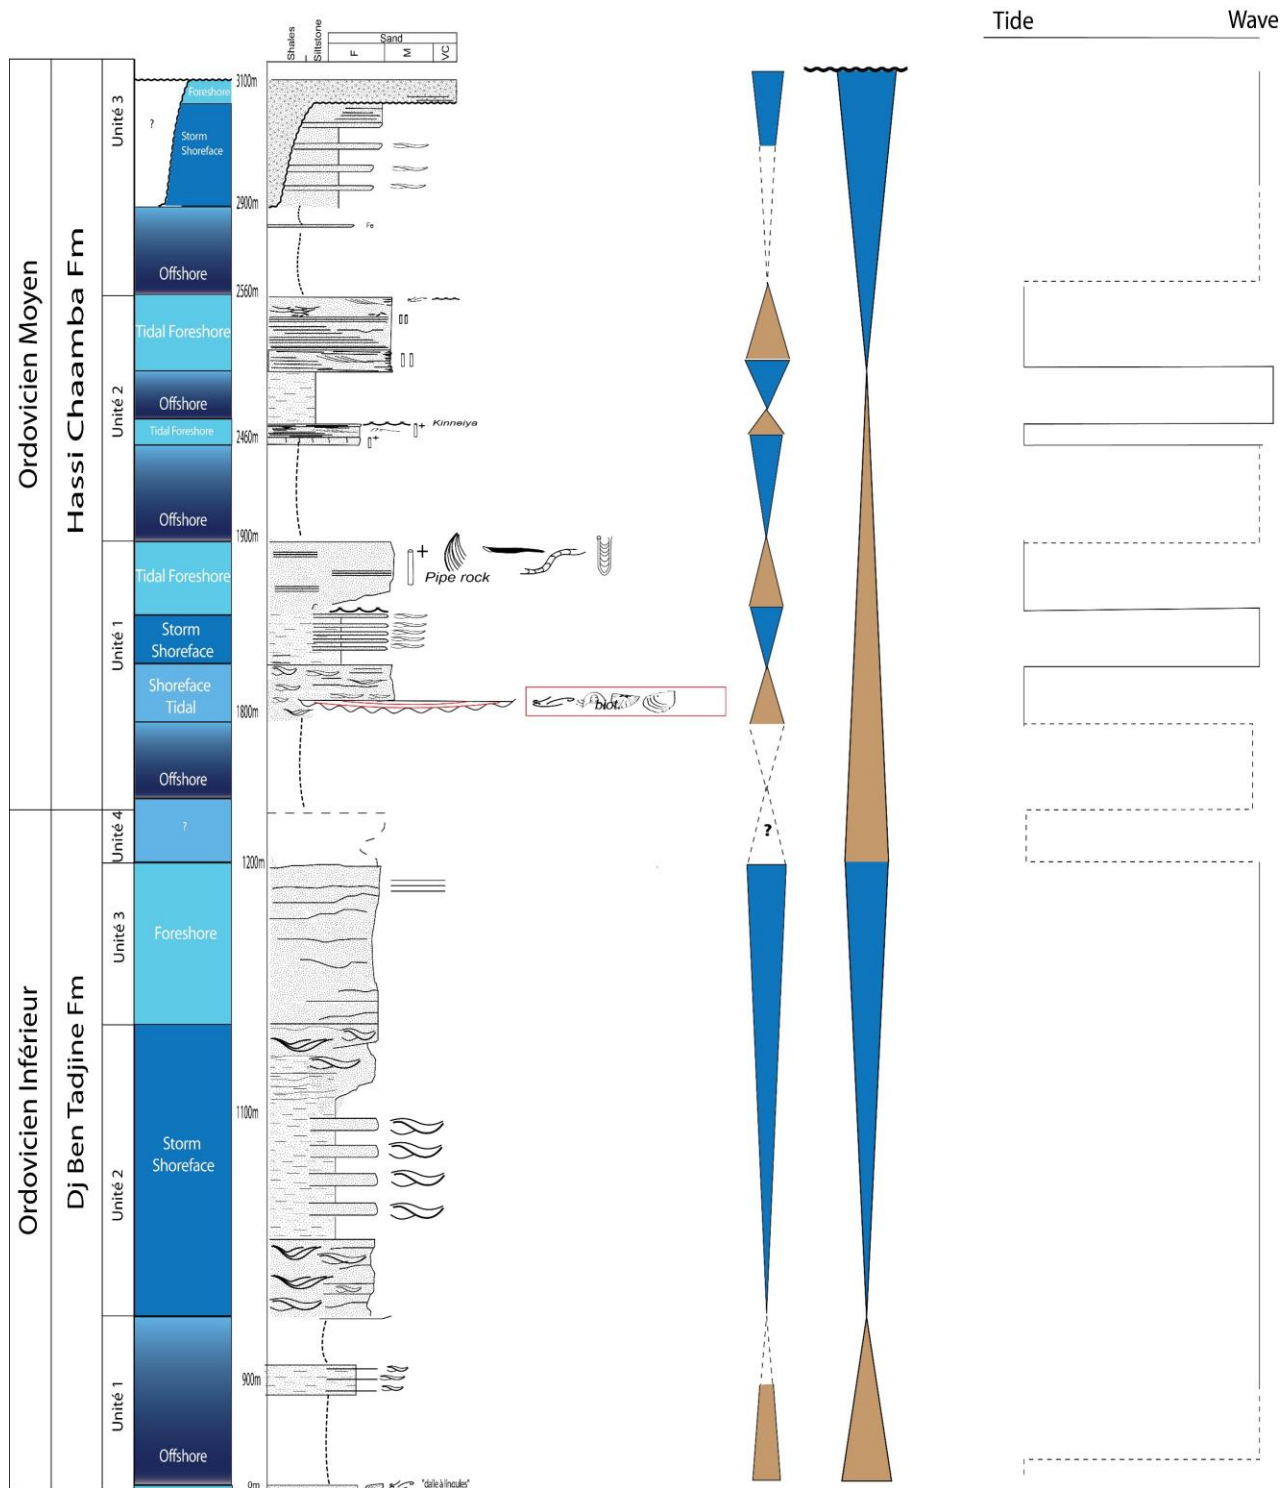 Tide
Wave
Shales
Siltstone
Sand
F
M
VC
Ordovicien Moyen
Hassi Chaamba Fm
Unité 3
?
Foreshore
Storm
Shoreface
3100m
2900m
Fe
Offshore
2560m
Unité 2
Tidal Foreshore
Offshore
Tidal Foreshore
+ Kinneiya
+
2460m
Offshore
1900m
Unité 1
Tidal Foreshore
+
Pipe rock
Storm
Shoreface
Shoreface
Tidal
biot.
1800m
Offshore
Ordovicien Inférieur
Dj Ben Tadjine Fm
Unité 4
?
?
1200m
Unité 3
Foreshore
Unité 2
1100m
Storm
Shoreface
Unité 1
900m
Offshore
0m
"dalle à lingules"